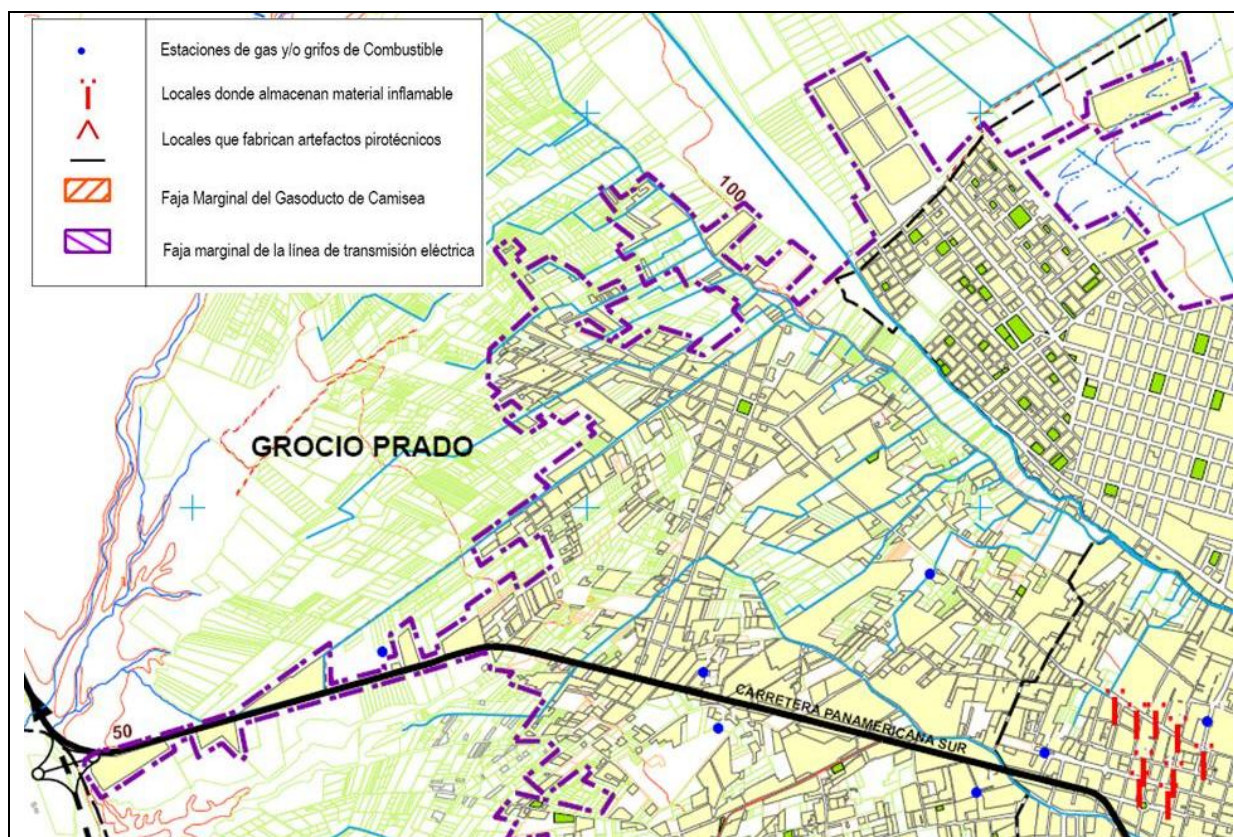 Estaciones de gas y/o grifos de Combustible
Locales donde almacenan material inflamable
Locales que fabrican artefactos pirotécnicos
Faja Marginal del Gasoducto de Camisea
Faja marginal de la línea de transmisión eléctrica
100
GROCIO PRADO
CARRETERA PANAMERICANA SUR
50